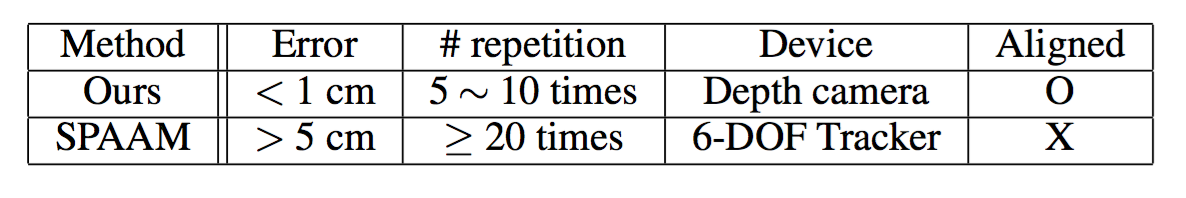 Method Error # repetition Device Aligned
Ours < 1 cm 5 ∼ 10 times Depth camera O
SPAAM > 5 cm ≥ 20 times 6-DOF Tracker X